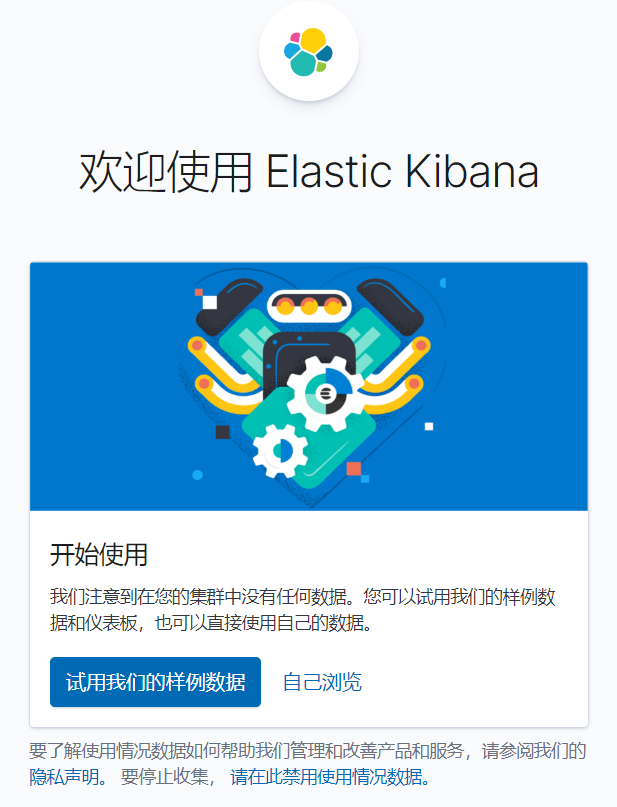 欢迎使用 Elastic Kibana
开始使用
我们注意到在您的集群中没有任何数据。您可以试用我们的样例数
据和仪表板，也可以直接使用自己的数据。
试用我们的样例数据 自己浏览
要了解使用情况数据如何帮助我们管理和改善产品和服务，请参阅我们的
隐私声明。 要停止收集， 请在此禁用使用情况数据。